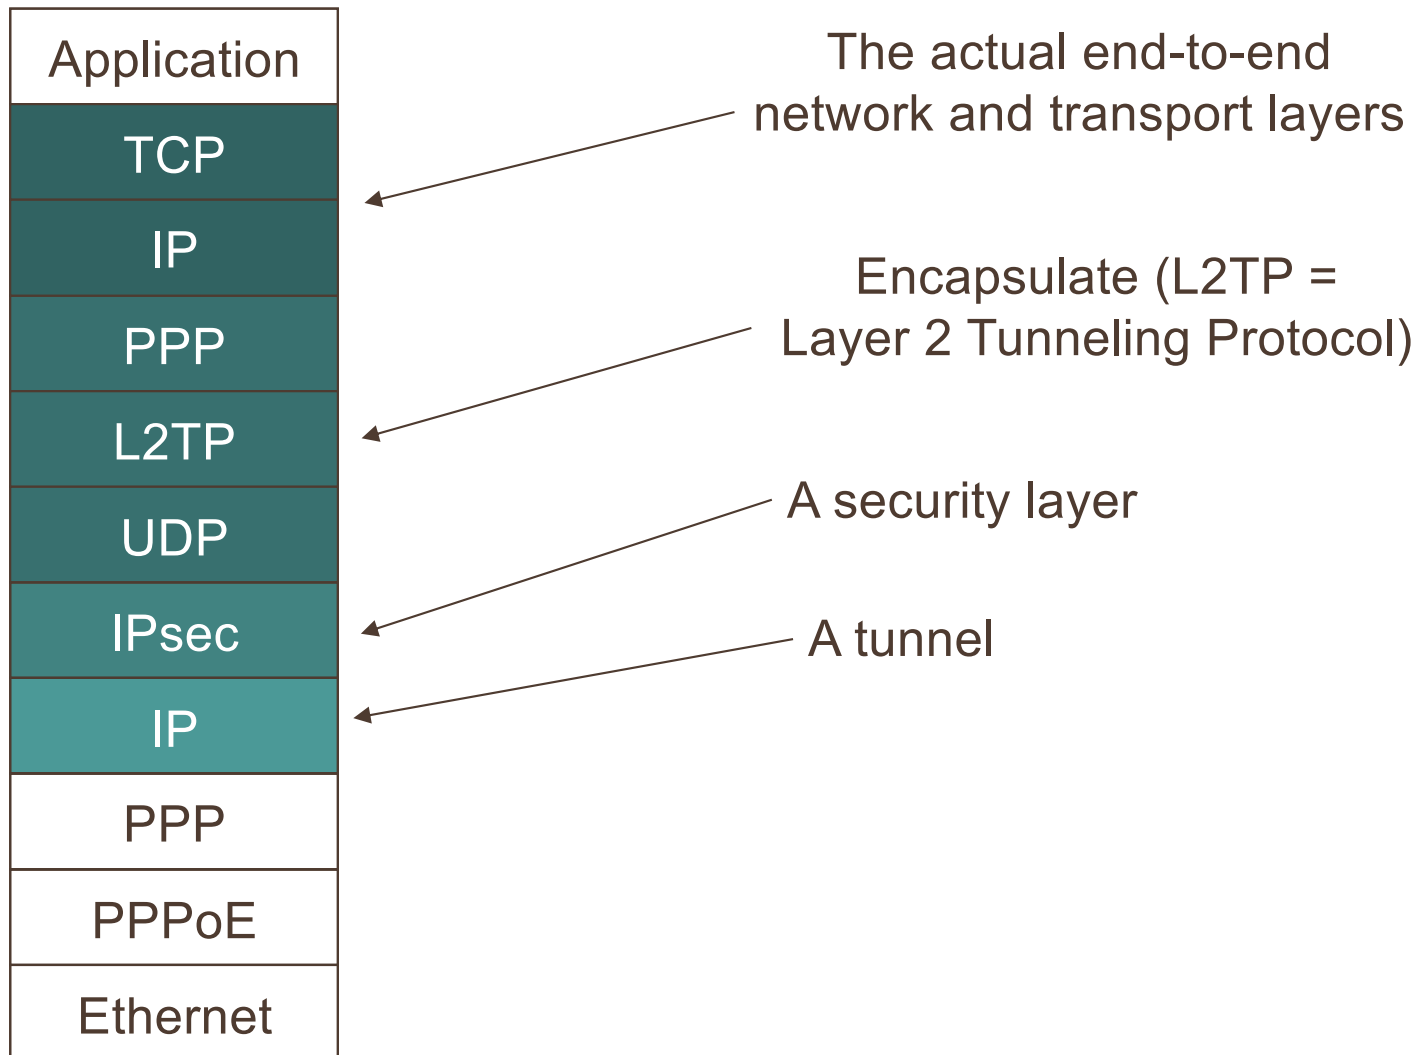 Application
TCP
IP
PPP
L2TP
UDP
IPsec
IP
PPP
PPPoE
Ethernet
The actual end-to-end
network and transport layers
Encapsulate (L2TP =
Layer 2 Tunneling Protocol)
A security layer
A tunnel